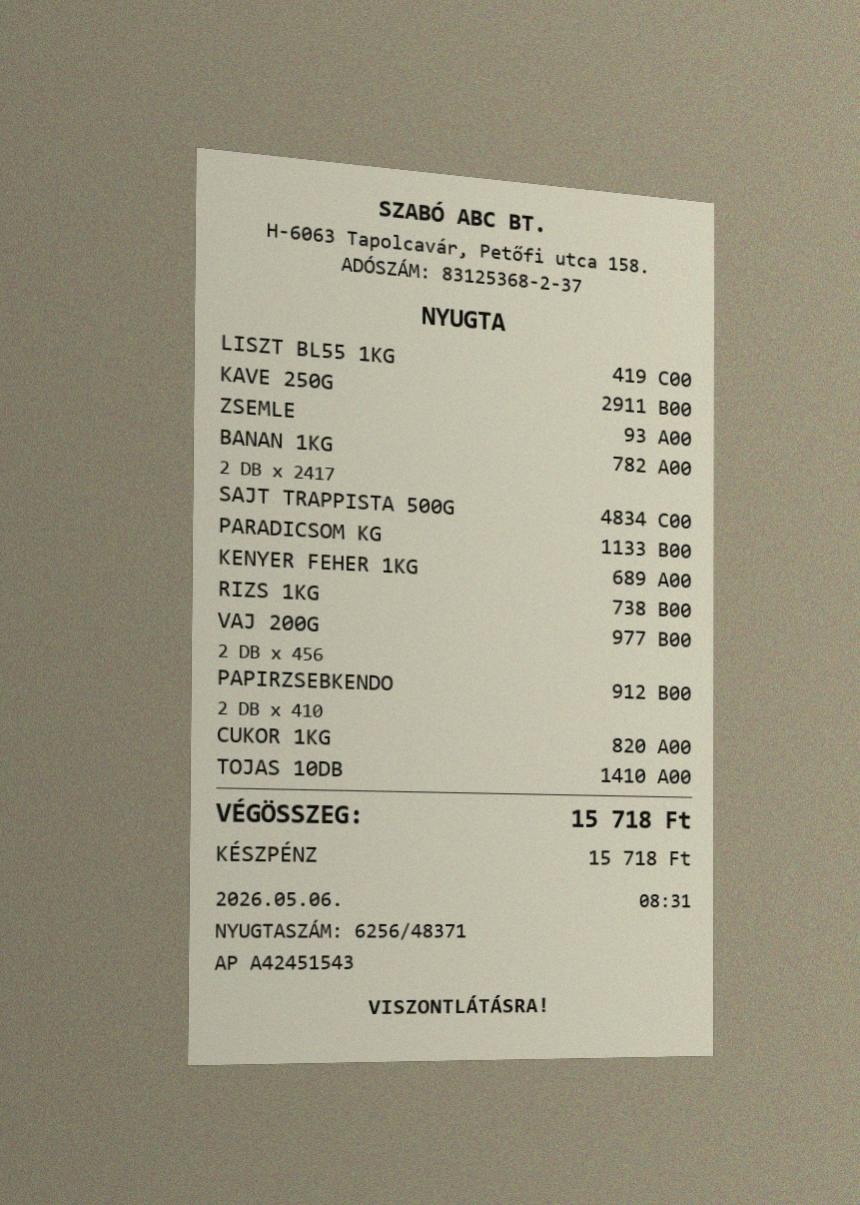 SZABÓ ABC BT.
H-6063 Tapolcavár, Petőfi utca 158.
ADÓSZÁM: 83125368-2-37
NYUGTA
LISZT BL55 1KG 419 C00
KAVE 250G 2911 B00
ZSEMLE 93 A00
BANAN 1KG 782 A00
2 DB x 2417
SAJT TRAPPISTA 500G 4834 C00
PARADICSOM KG 1133 B00
KENYER FEHER 1KG 689 A00
RIZS 1KG 738 B00
VAJ 200G 977 B00
2 DB x 456
PAPIRZSEBKENDO 912 B00
2 DB x 410
CUKOR 1KG 820 A00
TOJAS 10DB 1410 A00
VÉGÖSSZEG: 15 718 Ft
KÉSZPÉNZ 15 718 Ft
2026.05.06. 08:31
NYUGTASZÁM: 6256/48371
AP A42451543
VISZONTLÁTÁSRA!